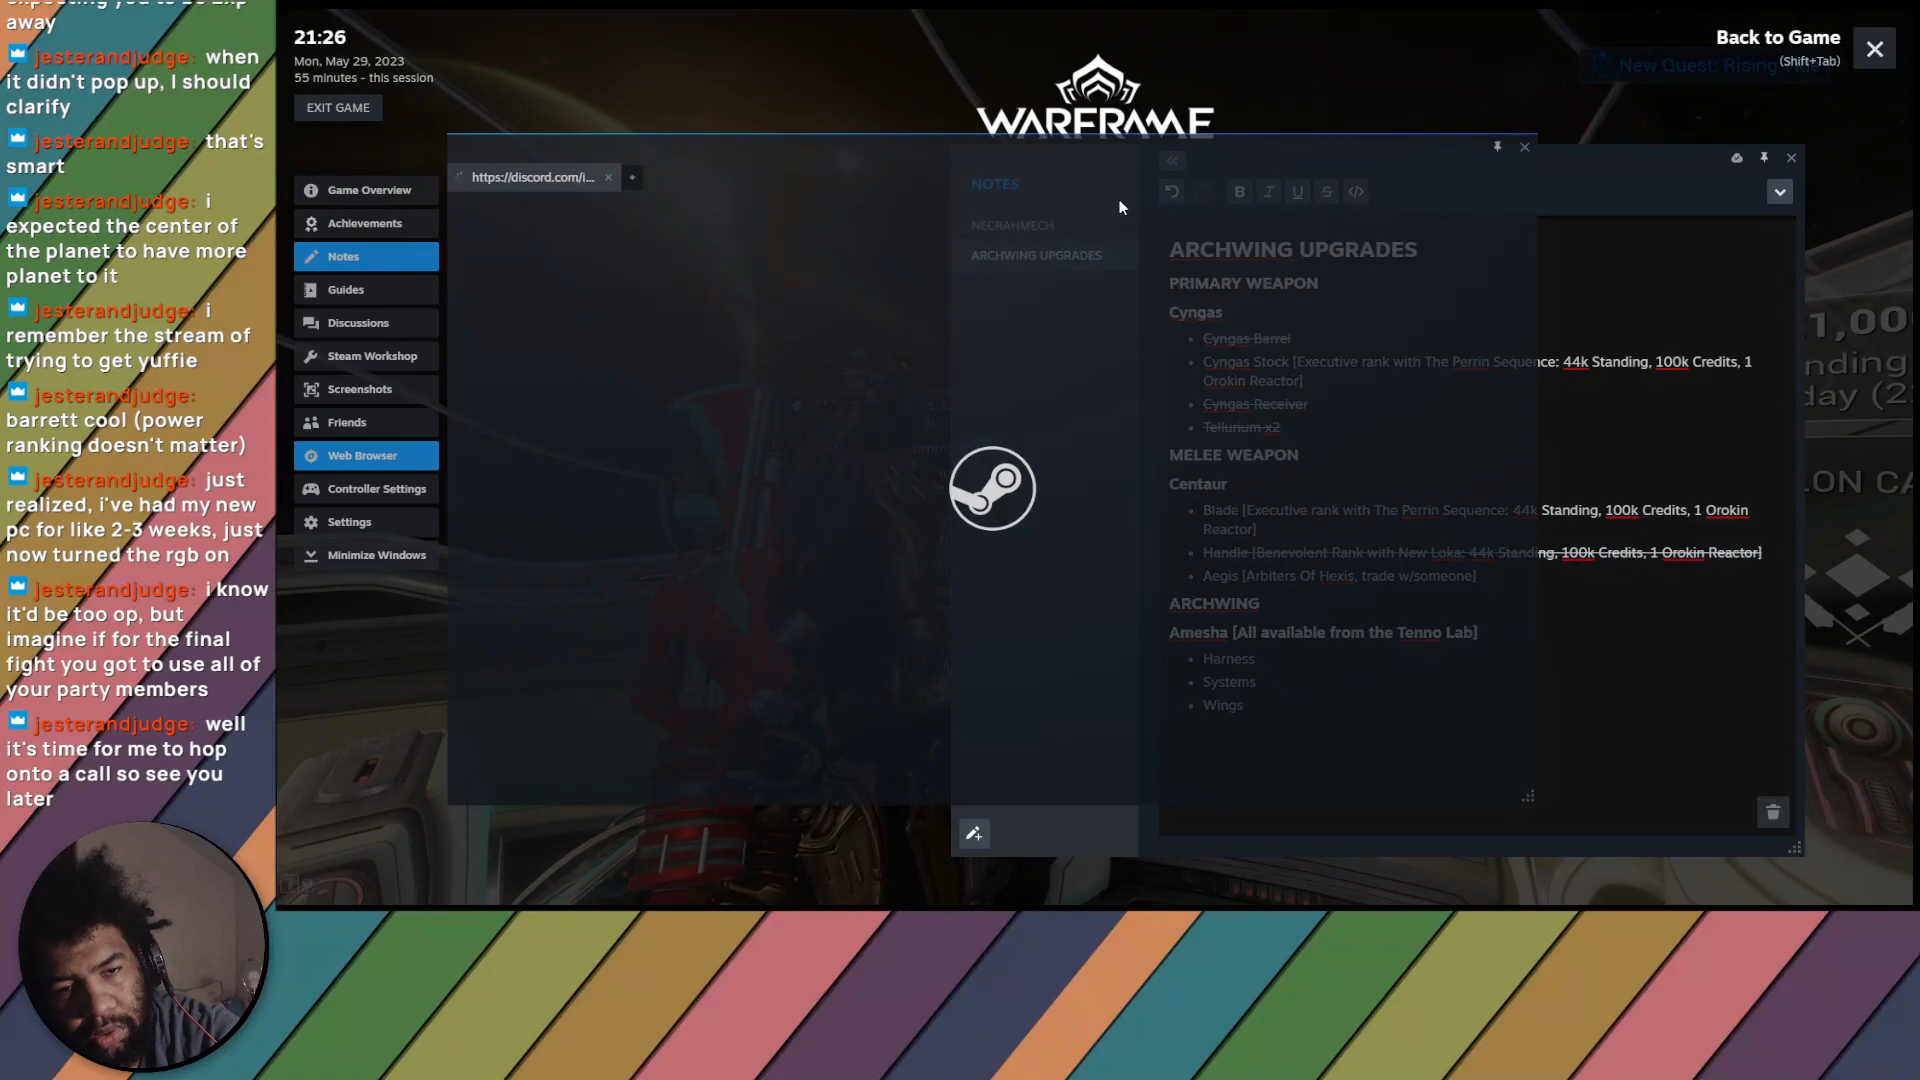 away
jesterandjudge: when
it didn't pop up, I should
clarify
jesterandjudge: that's
smart
jesterandjudge: i
expected the center of
the planet to have more
planet to it
jesterandjudge: i
remember the stream of
trying to get yuffie
jesterandjudge:
barrett cool (power
ranking doesn't matter)
jesterandjudge: just
realized, i've had my new
pc for like 2-3 weeks, just
now turned the rgb on
jesterandjudge: i know
it'd be too op, but
imagine if for the final
fight you got to use all of
your party members
jesterandjudge: well
it's time for me to hop
onto a call so see you
later
21:26
Mon, May 29, 2023
55 minutes - this session
EXIT GAME
WARFRAME
Back to Game
(Shift+Tab)
New Quest: Rising Tide
Game Overview
Achievements
Notes
Guides
Discussions
Steam Workshop
Screenshots
Friends
Web Browser
Controller Settings
Settings
Minimize Windows
https://discord.com/i...
NOTES
NECRAHMECH
ARCHWING UPGRADES
B I U S </>
ARCHWING UPGRADES
PRIMARY WEAPON
Cyngas
Cyngas Barrel
Cyngas Stock [Executive rank with The Perrin Sequence: 44k Standing, 100k Credits, 1
Orokin Reactor]
Cyngas Receiver
Tellurium x2
MELEE WEAPON
Centaur
Blade [Executive rank with The Perrin Sequence: 44k Standing, 100k Credits, 1 Orokin
Reactor]
Handle [Benevolent Rank with New Loka: 44k Standing, 100k Credits, 1 Orokin Reactor]
Aegis [Arbiters Of Hexis, trade w/someone]
ARCHWING
Amesha [All available from the Tenno Lab]
Harness
Systems
Wings